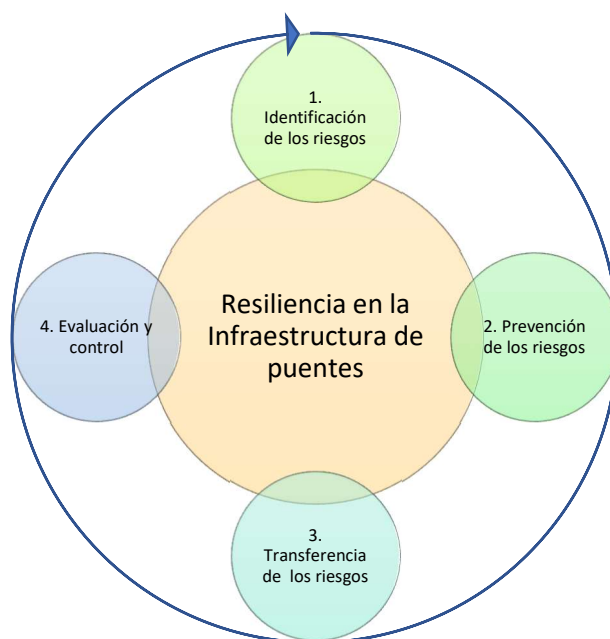 1.
Identificación
de los riesgos
Resiliencia en la
Infraestructura de
puentes
4. Evaluación y
control
2. Prevención
de los riesgos
3.
Transferencia
de los riesgos